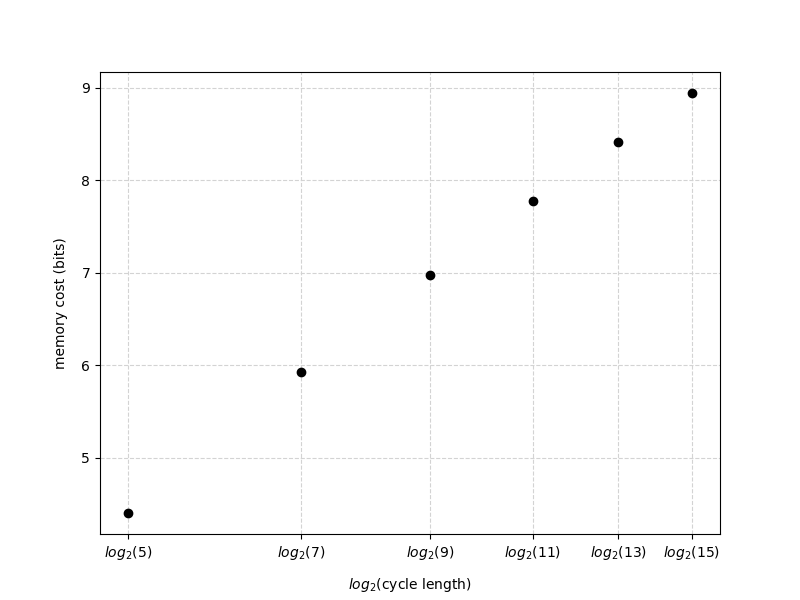 9
8
7
6
5
memory cost (bits)
log₂(5) log₂(7) log₂(9) log₂(11) log₂(13) log₂(15)
log₂(cycle length)